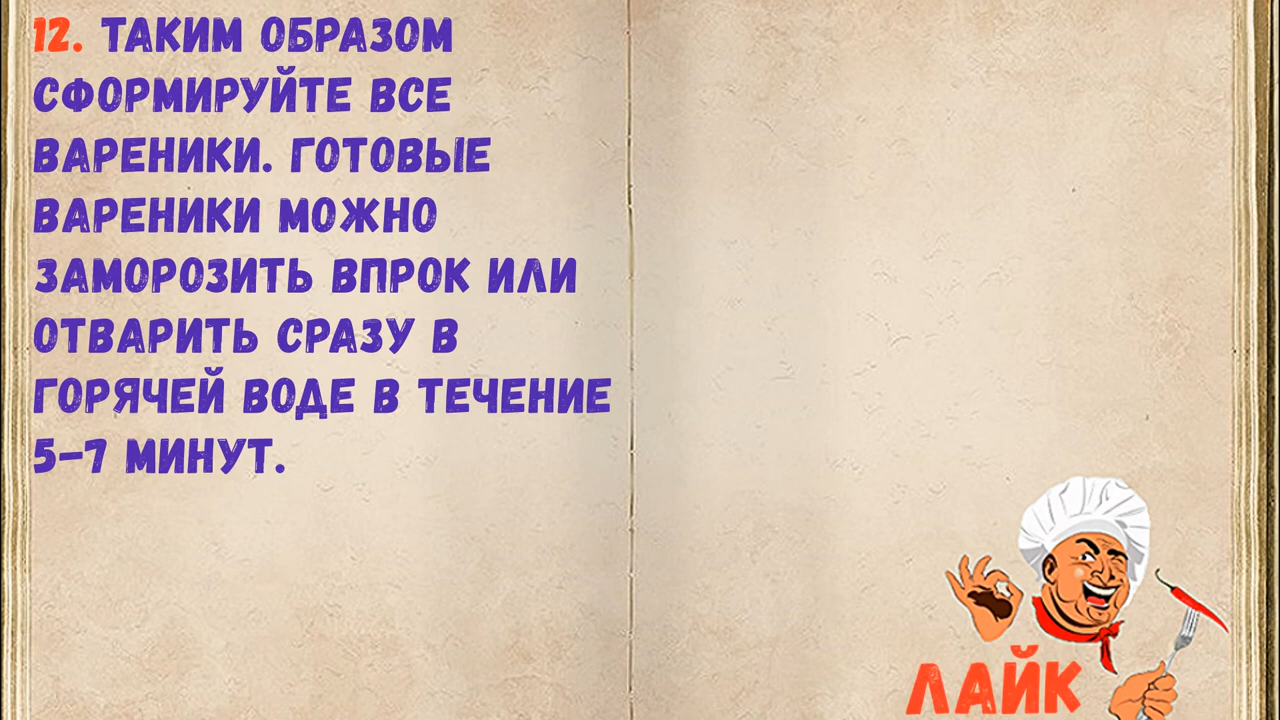 12. ТАКИМ ОБРАЗОМ
СФОРМИРУЙТЕ ВСЕ
ВАРЕНИКИ. ГОТОВЫЕ
ВАРЕНИКИ МОЖНО
ЗАМОРОЗИТЬ ВПРОК ИЛИ
ОТВАРИТЬ СРАЗУ В
ГОРЯЧЕЙ ВОДЕ В ТЕЧЕНИЕ
5-7 МИНУТ.
ЛАЙК